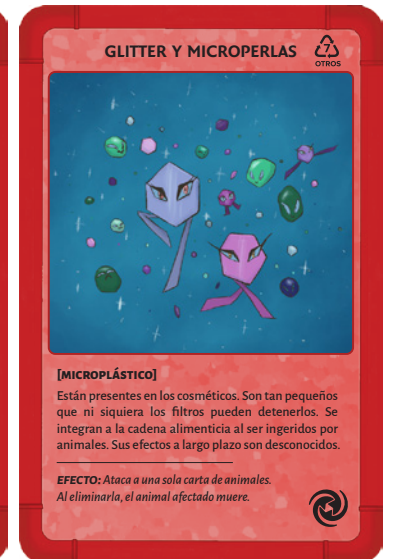 GLITTER Y MICROPERLAS
7
OTROS
[MICROPLÁSTICO]
Están presentes en los cosméticos. Son tan pequeños
que ni siquiera los filtros pueden detenerlos. Se
integran a la cadena alimenticia al ser ingeridos por
animales. Sus efectos a largo plazo son desconocidos.
EFECTO: Ataca a una sola carta de animales.
Al eliminarla, el animal afectado muere.